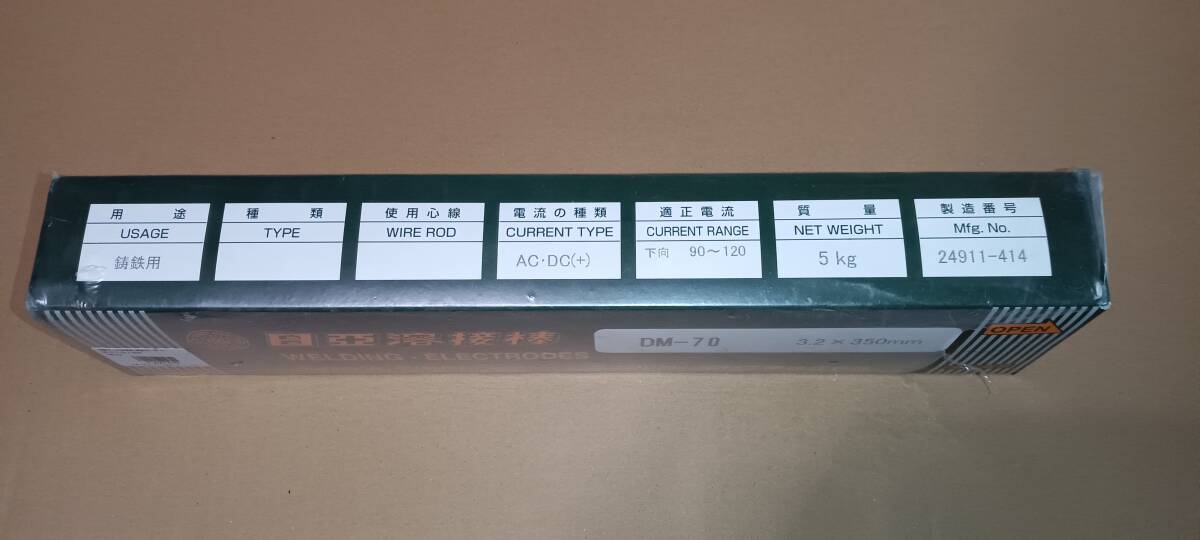 用途
USAGE
鋳鉄用
種類
TYPE
使用心線
WIRE ROD
電流の種類
CURRENT TYPE
AC・DC(+)
適正電流
CURRENT RANGE
下向 90～120
質量
NET WEIGHT
5 kg
製造番号
Mfg. No.
24911-414
日亜溶接棒
WELDING・ELECTRODES
DM-70 3.2×350mm
OPEN